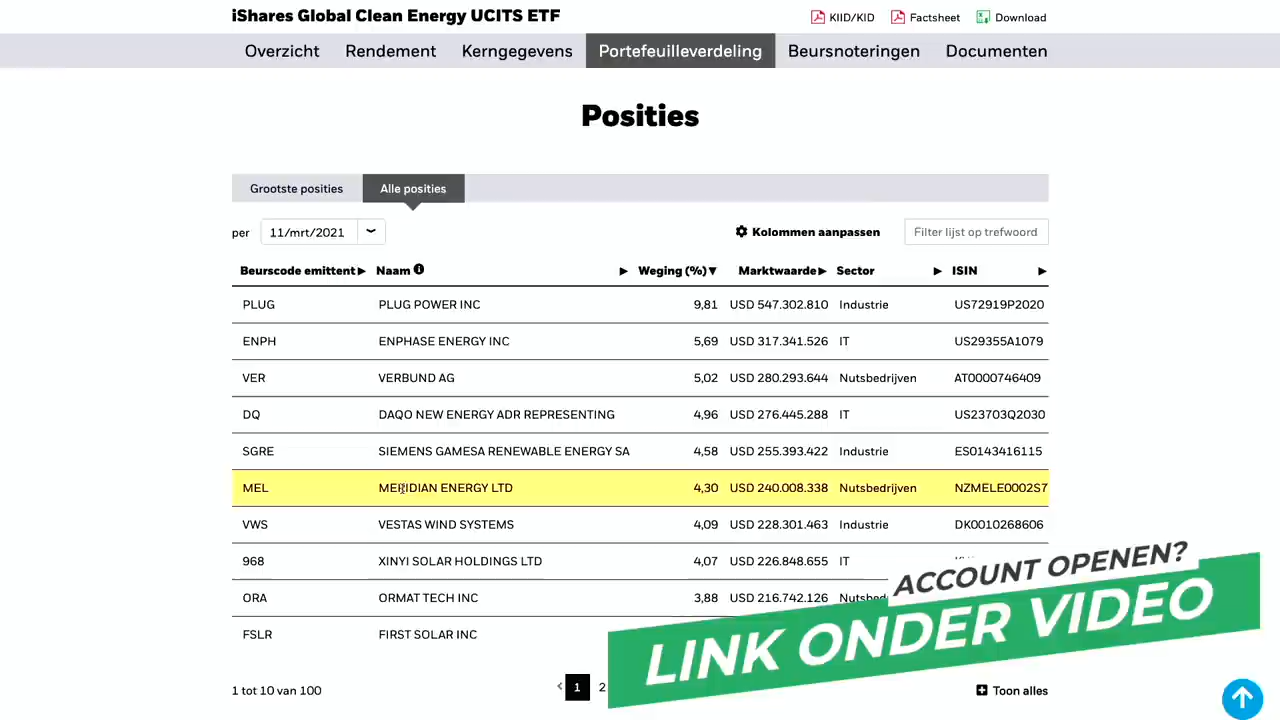 iShares Global Clean Energy UCITS ETF
KIID/KID Factsheet Download
Overzicht Rendement Kerngegevens Portefeuilleverdeling Beursnoteringen Documenten
Posities
Grootste posities Alle posities
per 11/mrt/2021 Kolommen aanpassen Filter lijst op trefwoord
Beurscode emittent Naam Weging (%) Marktwaarde Sector ISIN
PLUG PLUG POWER INC 9,81 USD 547.302.810 Industrie US72919P2020
ENPH ENPHASE ENERGY INC 5,69 USD 317.341.526 IT US29355A1079
VER VERBUND AG 5,02 USD 280.293.644 Nutsbedrijven AT0000746409
DQ DAQO NEW ENERGY ADR REPRESENTING 4,96 USD 276.445.288 IT US23703Q2030
SGRE SIEMENS GAMESA RENEWABLE ENERGY SA 4,58 USD 255.393.422 Industrie ES0143416115
MEL MERIDIAN ENERGY LTD 4,30 USD 240.008.338 Nutsbedrijven NZMELE0002S7
VWS VESTAS WIND SYSTEMS 4,09 USD 228.301.463 Industrie DK0010268606
968 XINYI SOLAR HOLDINGS LTD 4,07 USD 226.848.655 IT
ORA ORMAT TECH INC 3,88 USD 216.742.126
FSLR FIRST SOLAR INC
ACCOUNT OPENEN?
LINK ONDER VIDEO
1 tot 10 van 100 1 2 Toon alles